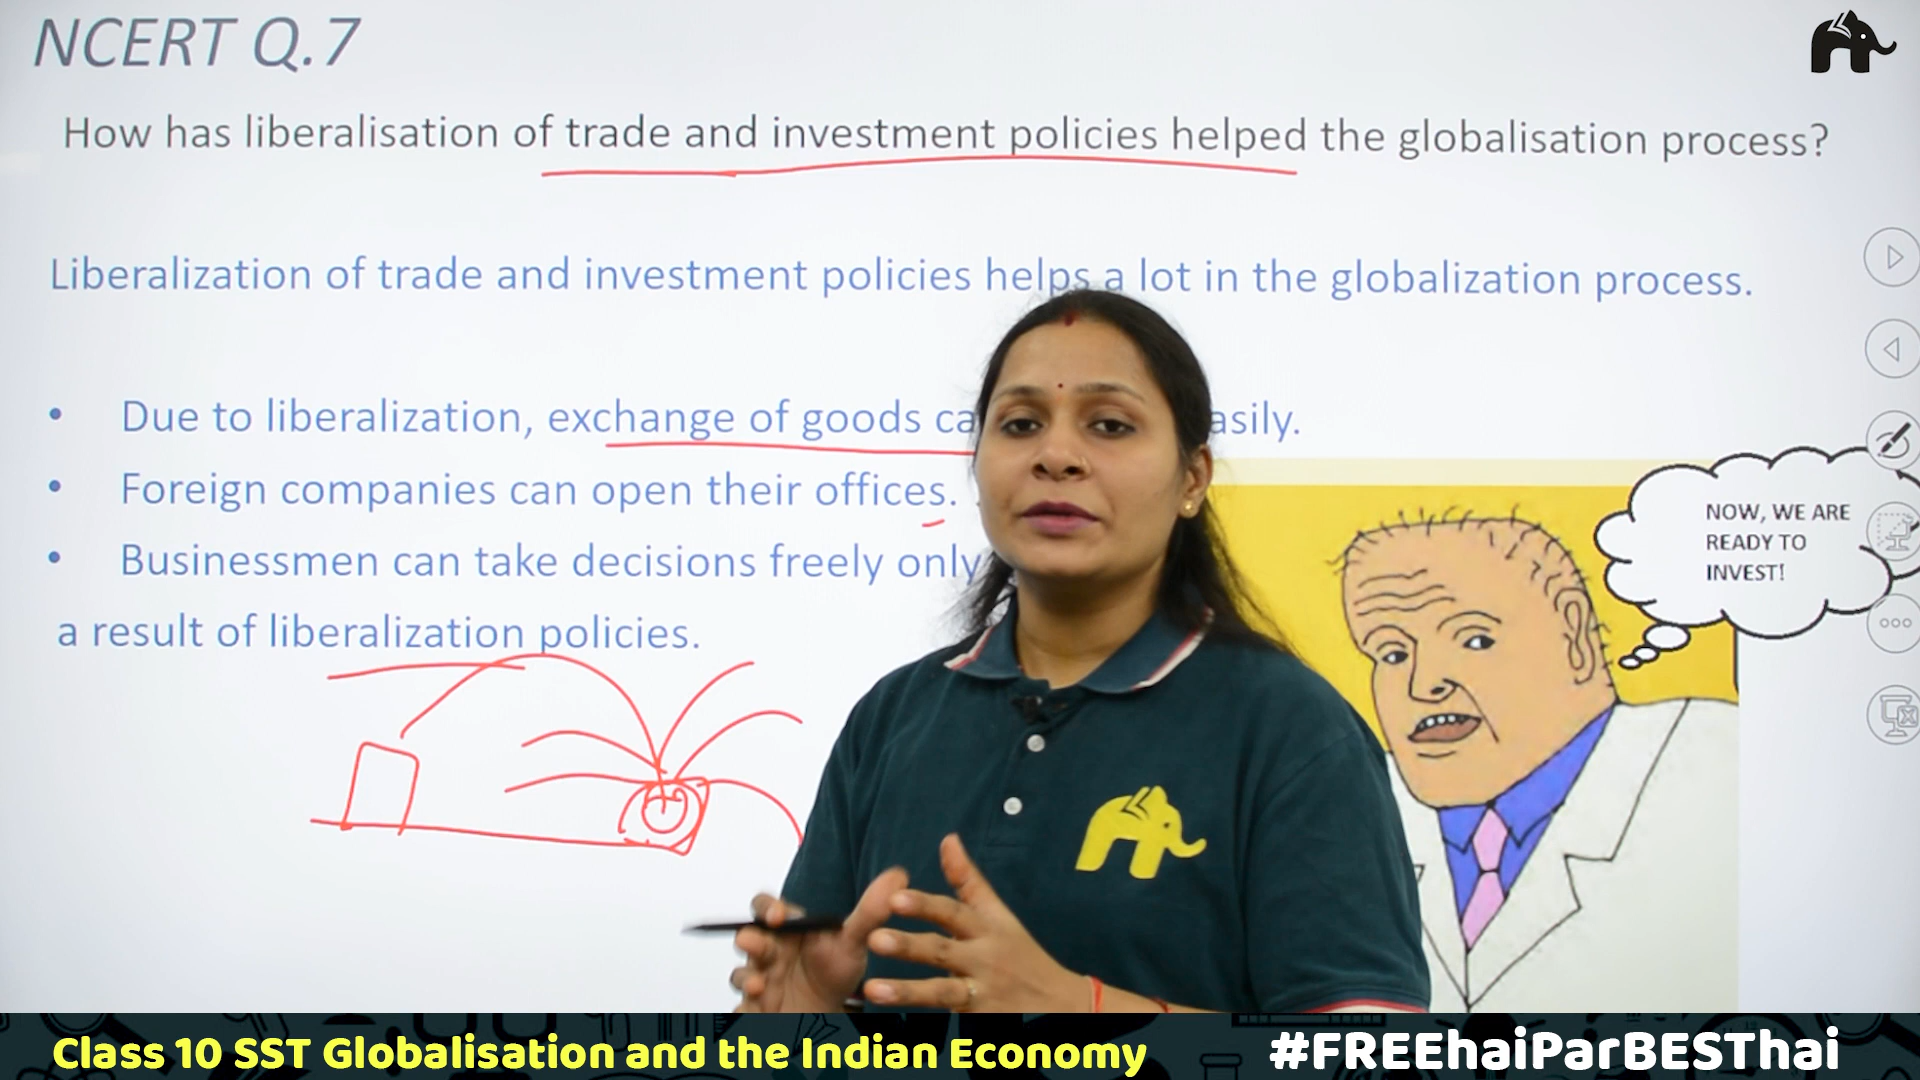 NCERT Q.7
How has liberalisation of trade and investment policies helped the globalisation process?
Liberalization of trade and investment policies helps a lot in the globalization process.
• Due to liberalization, exchange of goods ca asily.
• Foreign companies can open their offices.
• Businessmen can take decisions freely only
a result of liberalization policies.
NOW, WE ARE
READY TO
INVEST!
Class 10 SST Globalisation and the Indian Economy
#FREEhaiParBESThai